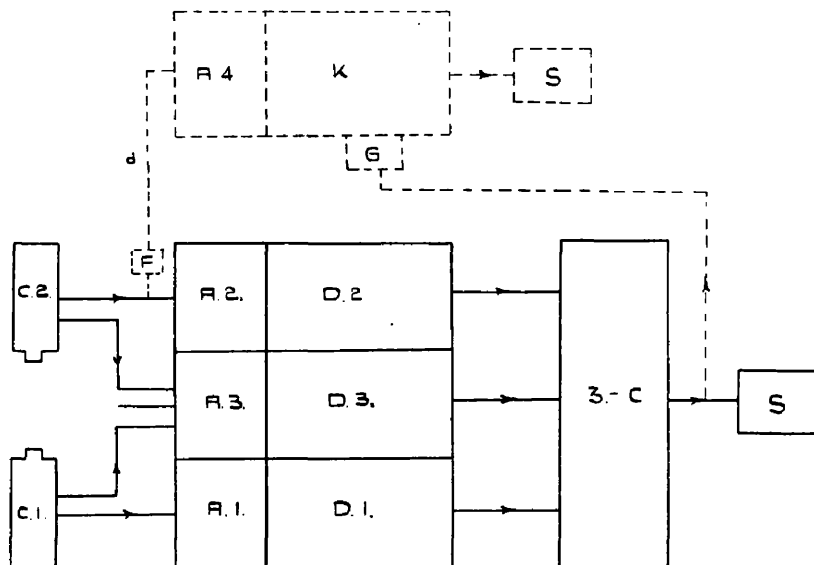 A.4 K S
G
d
F
C.2. A.2. D.2
A.3. D.3. 3.-C S
C.1. A.1. D.1.